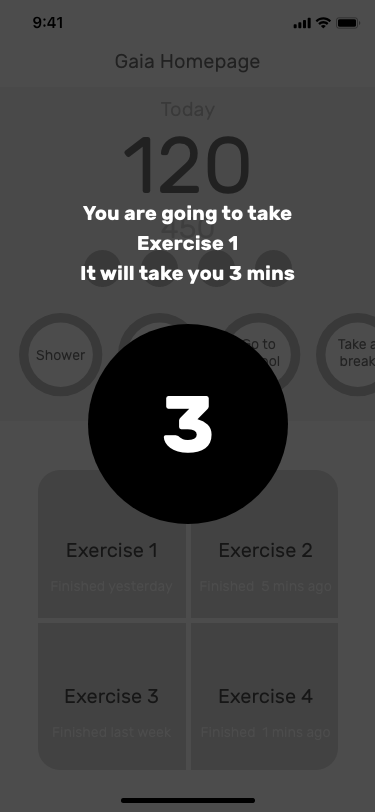 9:41
Gaia Homepage
Today
120
450
You are going to take
Exercise 1
It will take you 3 mins
Shower
Go to
Take a
break
3
Exercise 1
Exercise 2
Finished yesterday
Finished 5 mins ago
Exercise 3
Exercise 4
Finished last week
Finished 1 mins ago